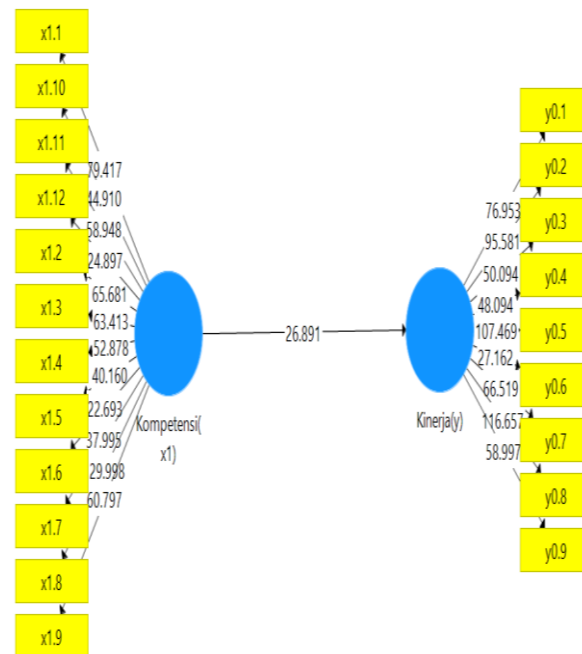 x1.1
x1.10
x1.11
x1.12
x1.2
x1.3
x1.4
x1.5
x1.6
x1.7
x1.8
x1.9
79.417
44.910
58.948
24.897
65.681
63.413
52.878
40.160
22.693
37.995
29.998
60.797
Kompetensi(
x1)
26.891
Kinerja(y)
76.953
95.581
50.094
48.094
107.469
27.162
66.519
116.657
58.997
y0.1
y0.2
y0.3
y0.4
y0.5
y0.6
y0.7
y0.8
y0.9